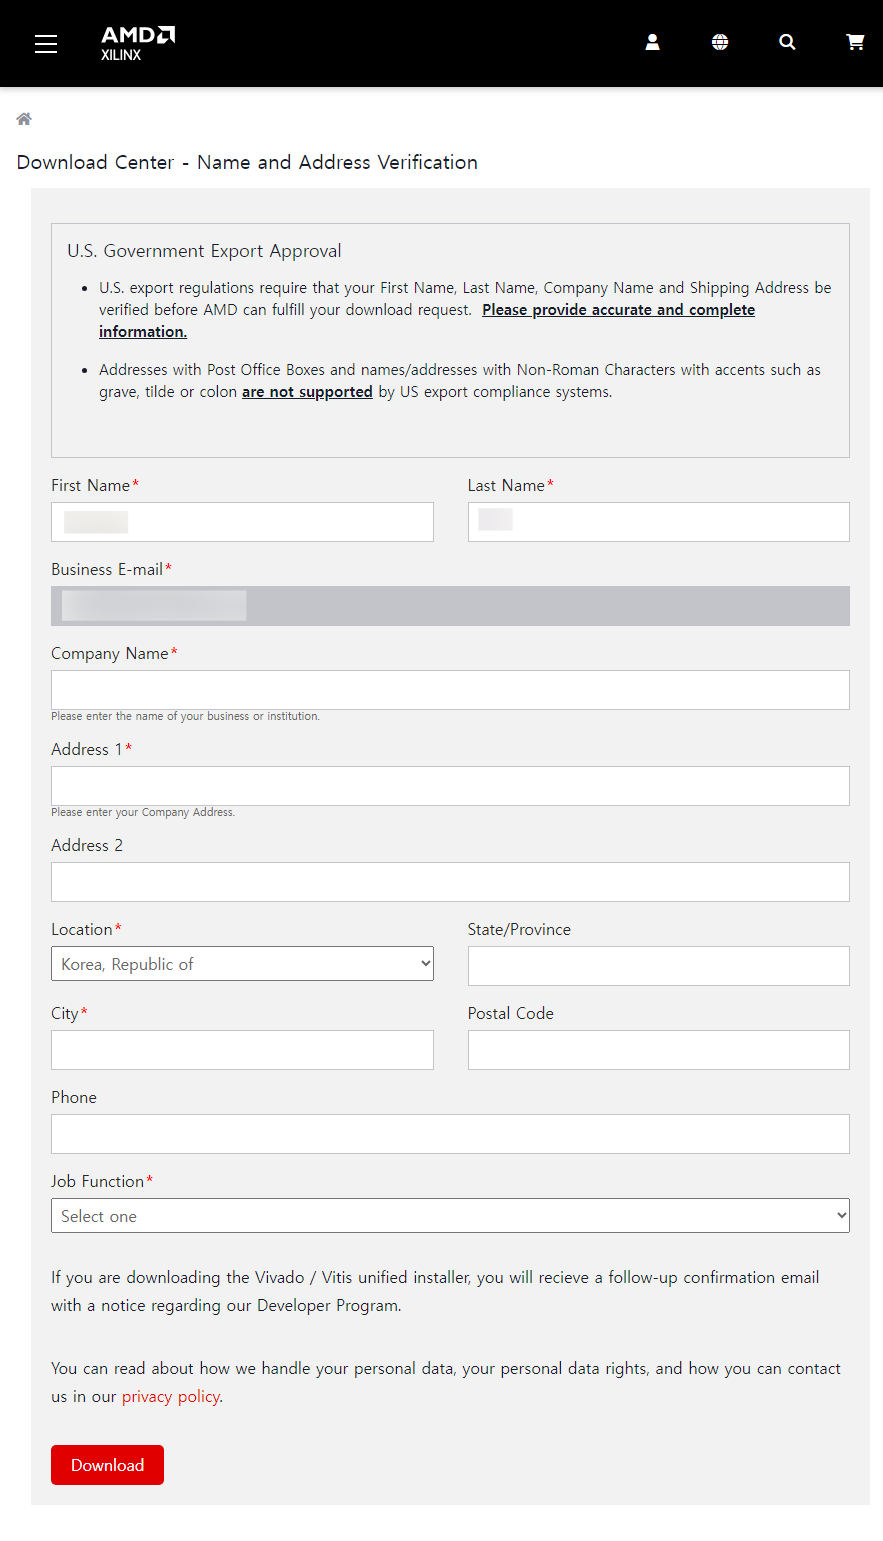 AMD
XILINX
Download Center - Name and Address Verification
U.S. Government Export Approval
U.S. export regulations require that your First Name, Last Name, Company Name and Shipping Address be
verified before AMD can fulfill your download request. Please provide accurate and complete
information.
Addresses with Post Office Boxes and names/addresses with Non-Roman Characters with accents such as
grave, tilde or colon are not supported by US export compliance systems.
First Name*
Last Name*
Business E-mail*
Company Name*
Please enter the name of your business or institution.
Address 1*
Please enter your Company Address.
Address 2
Location*
State/Province
Korea, Republic of
City*
Postal Code
Phone
Job Function*
Select one
If you are downloading the Vivado / Vitis unified installer, you will recieve a follow-up confirmation email
with a notice regarding our Developer Program.
You can read about how we handle your personal data, your personal data rights, and how you can contact
us in our privacy policy.
Download